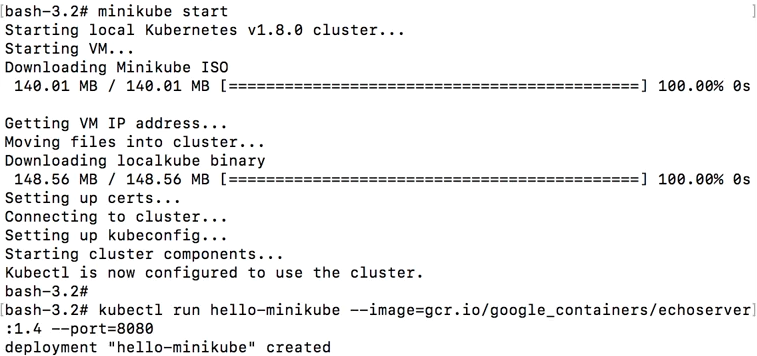 [bash-3.2# minikube start ]
Starting local Kubernetes v1.8.0 cluster...
Starting VM...
Downloading Minikube ISO
 140.01 MB / 140.01 MB [============================================] 100.00% 0s
Getting VM IP address...
Moving files into cluster...
Downloading localkube binary
 148.56 MB / 148.56 MB [============================================] 100.00% 0s
Setting up certs...
Connecting to cluster...
Setting up kubeconfig...
Starting cluster components...
Kubectl is now configured to use the cluster.
bash-3.2#
[bash-3.2# kubectl run hello-minikube --image=gcr.io/google_containers/echoserver]
:1.4 --port=8080
deployment "hello-minikube" created